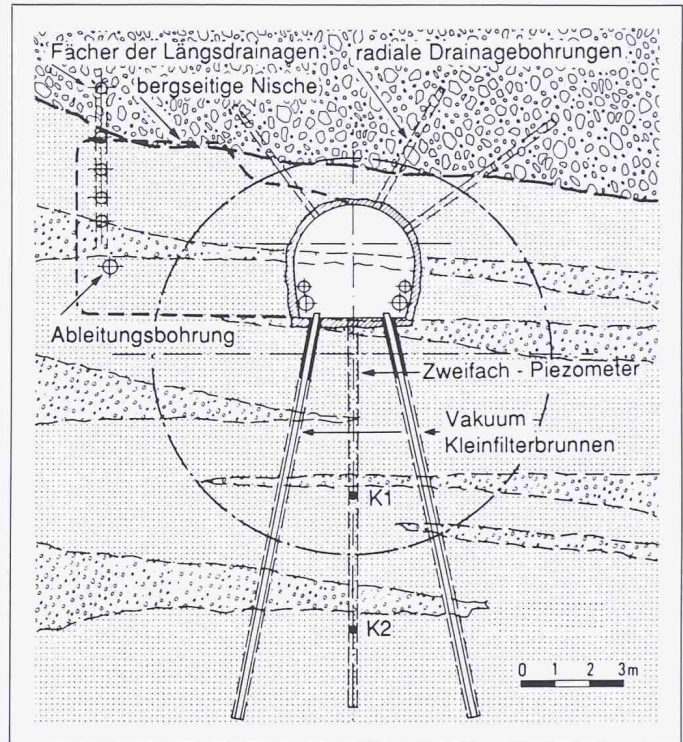 Fächer der Längsdrainagen
radiale Drainagebohrungen
bergseitige Nische
Ableitungsbohrung
Zweifach - Piezometer
Vakuum -
Kleinfilterbrunnen
K1
K2
0 1 2 3m